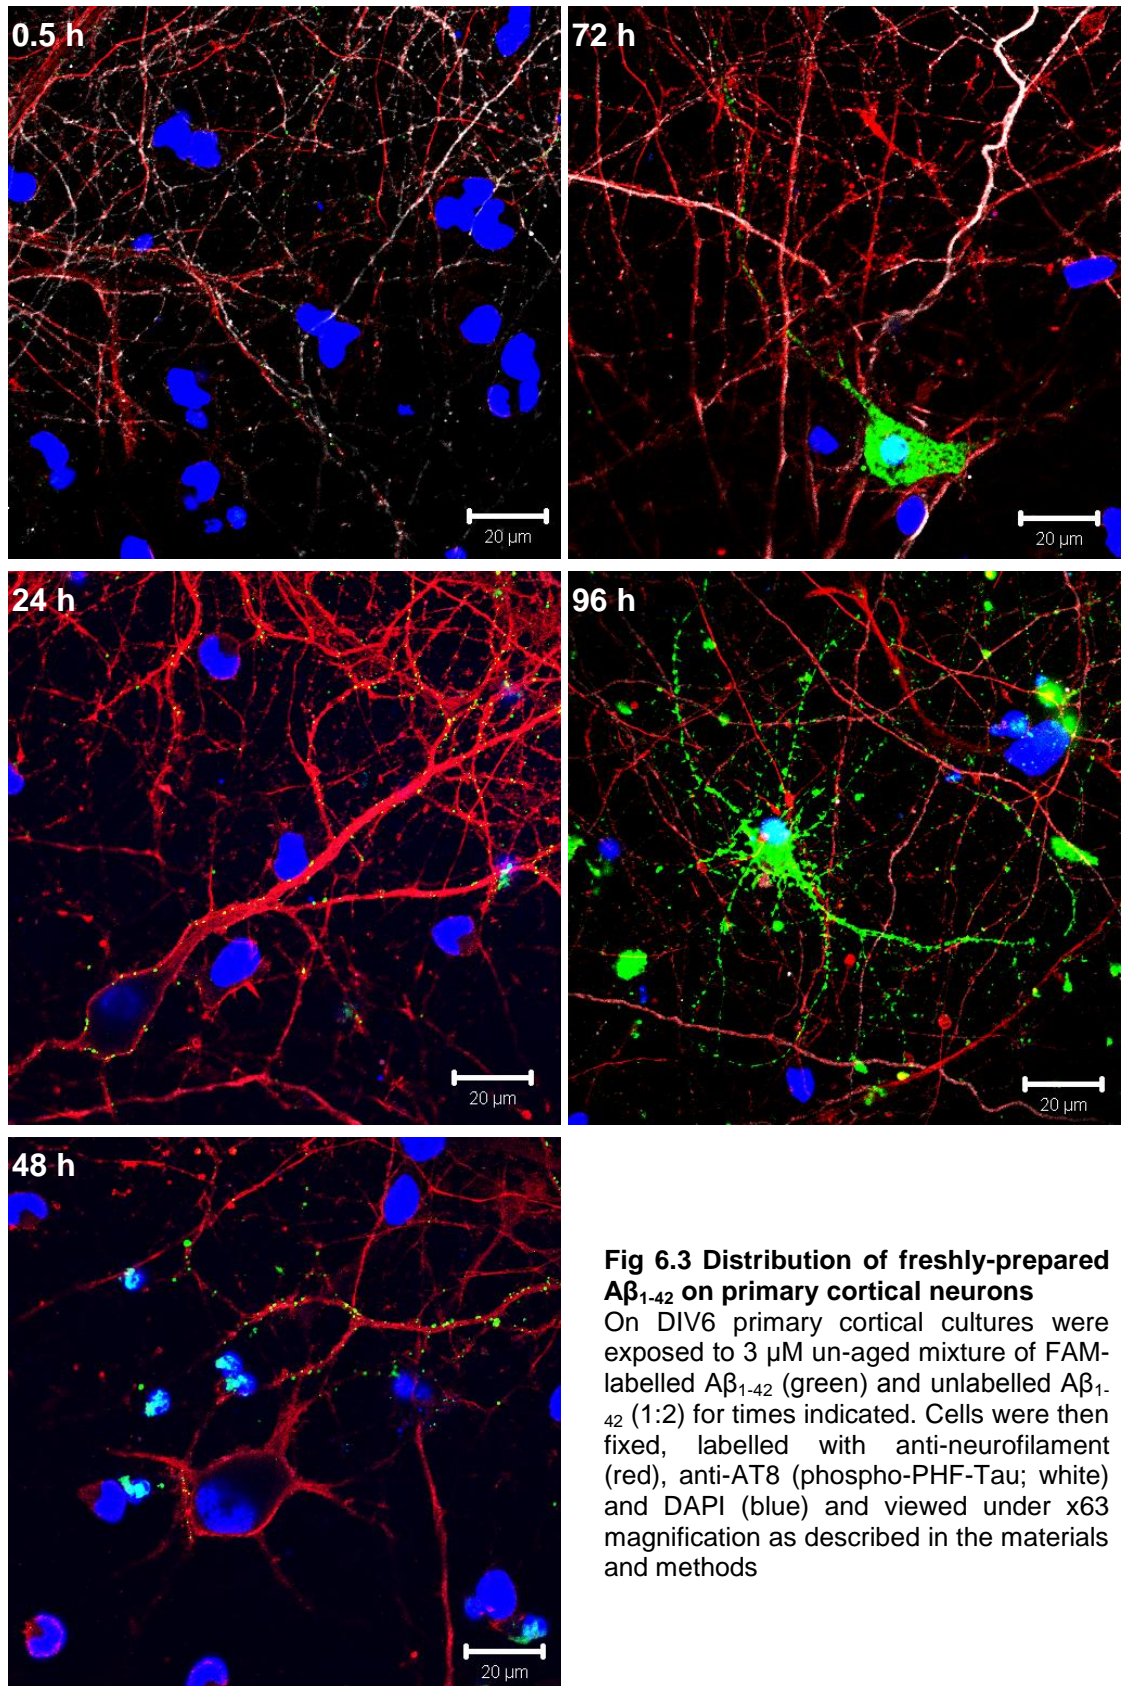 0.5 h
20 µm
72 h
20 µm
24 h
20 µm
96 h
20 µm
48 h
20 µm
Fig 6.3 Distribution of freshly-prepared
Aβ1-42 on primary cortical neurons
On DIV6 primary cortical cultures were
exposed to 3 µM un-aged mixture of FAM-
labelled Aβ1-42 (green) and unlabelled Aβ1-
42 (1:2) for times indicated. Cells were then
fixed, labelled with anti-neurofilament
(red), anti-AT8 (phospho-PHF-Tau; white)
and DAPI (blue) and viewed under x63
magnification as described in the materials
and methods